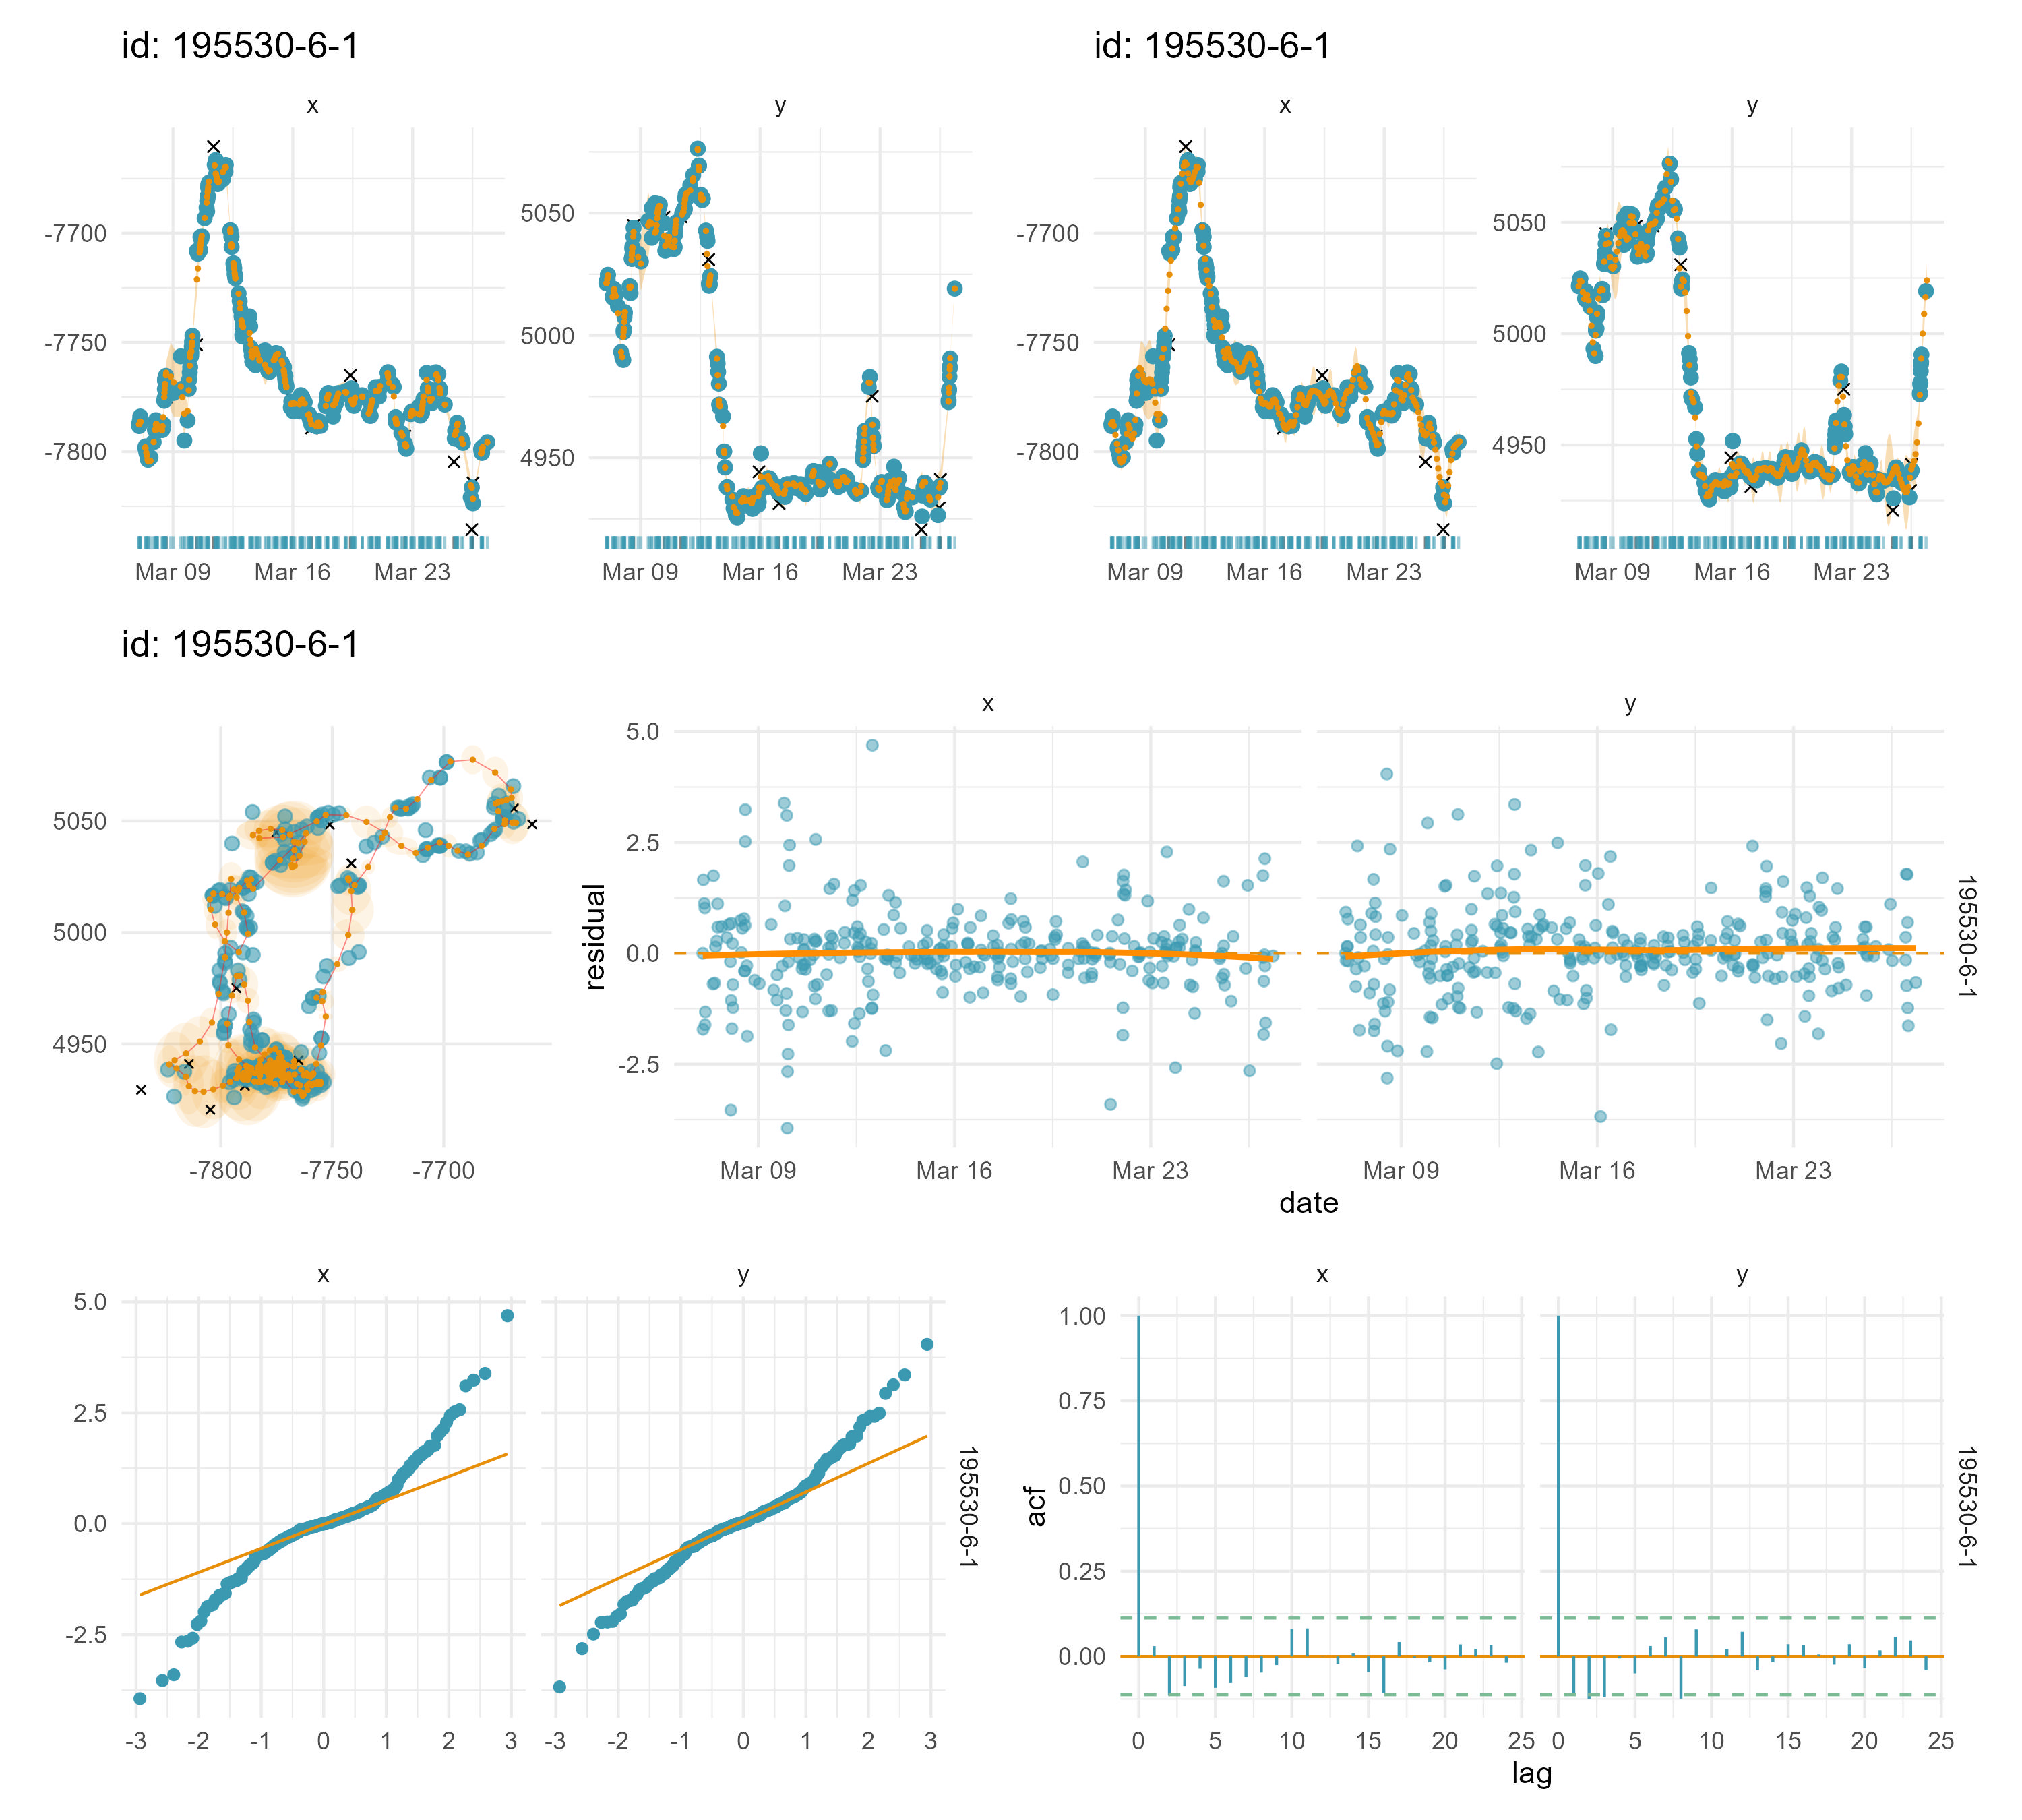 id: 195530-6-1
id: 195530-6-1
x
y
x
y
-7700
-7750
-7800
5050
5000
4950
-7700
-7750
-7800
5050
5000
4950
Mar 09 Mar 16 Mar 23
Mar 09 Mar 16 Mar 23
Mar 09 Mar 16 Mar 23
Mar 09 Mar 16 Mar 23
id: 195530-6-1
5050
5000
4950
-7800 -7750 -7700
x
y
residual
5.0
2.5
0.0
-2.5
195530-6-1
Mar 09 Mar 16 Mar 23
Mar 09 Mar 16 Mar 23
date
x
y
5.0
2.5
0.0
-2.5
195530-6-1
-3 -2 -1 0 1 2 3
-3 -2 -1 0 1 2 3
x
y
acf
1.00
0.75
0.50
0.25
0.00
195530-6-1
0 5 10 15 20 25
0 5 10 15 20 25
lag